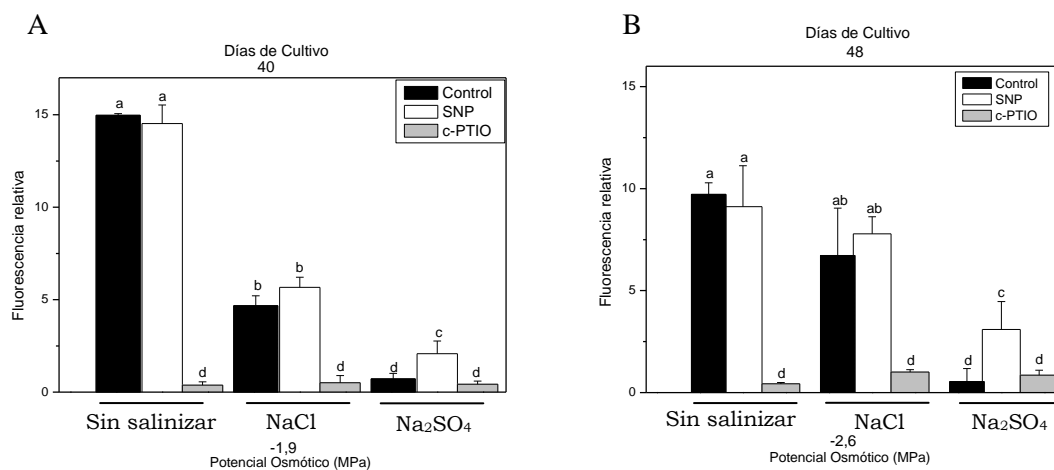 A
Días de Cultivo
40
Control
SNP
c-PTIO
15
10
5
0
Fluorescencia relativa
a
a
d
b
b
d
d
c
d
Sin salinizar
NaCl
Na₂SO₄
-1,9
Potencial Osmótico (MPa)
B
Días de Cultivo
48
Control
SNP
c-PTIO
15
10
5
0
Fluorescencia relativa
a
a
d
ab
ab
d
d
c
d
Sin salinizar
NaCl
Na₂SO₄
-2,6
Potencial Osmótico (MPa)